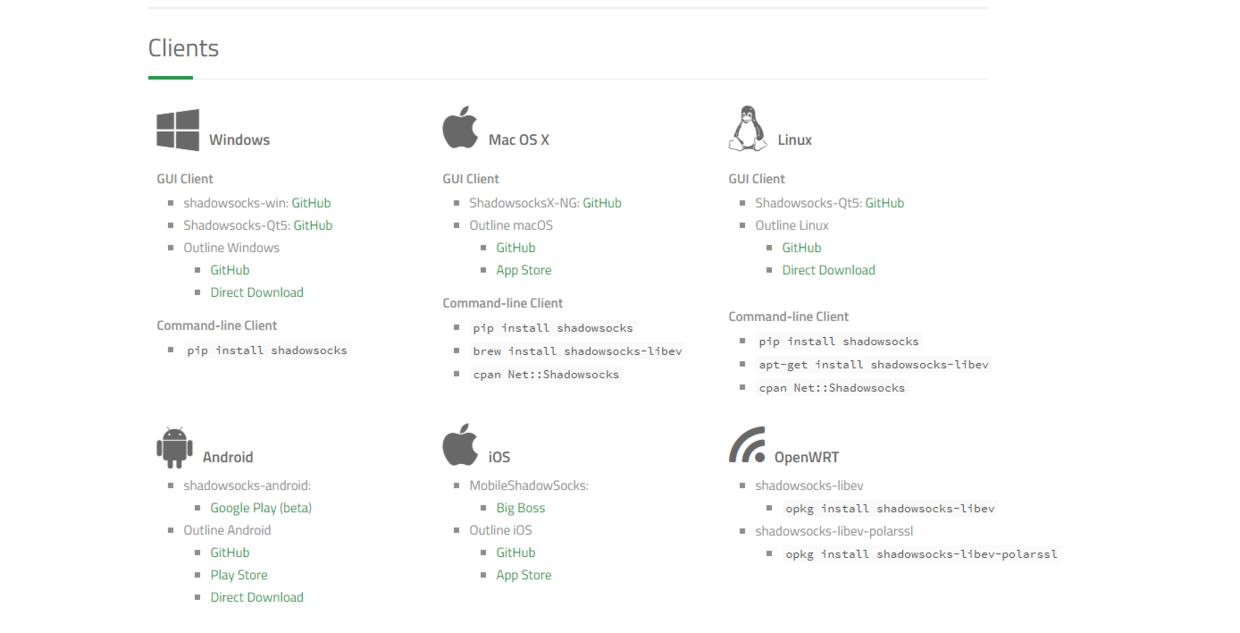 Clients
Windows
GUI Client
shadowsocks-win: GitHub
Shadowsocks-Qt5: GitHub
Outline Windows
GitHub
Direct Download
Command-line Client
pip install shadowsocks
Mac OS X
GUI Client
ShadowsocksX-NG: GitHub
Outline macOS
GitHub
App Store
Command-line Client
pip install shadowsocks
brew install shadowsocks-libev
cpan Net::Shadowsocks
Linux
GUI Client
Shadowsocks-Qt5: GitHub
Outline Linux
GitHub
Direct Download
Command-line Client
pip install shadowsocks
apt-get install shadowsocks-libev
cpan Net::Shadowsocks
Android
shadowsocks-android:
Google Play (beta)
Outline Android
GitHub
Play Store
Direct Download
iOS
MobileShadowSocks:
Big Boss
Outline iOS
GitHub
App Store
OpenWRT
shadowsocks-libev
opkg install shadowsocks-libev
shadowsocks-libev-polarssl
opkg install shadowsocks-libev-polarssl